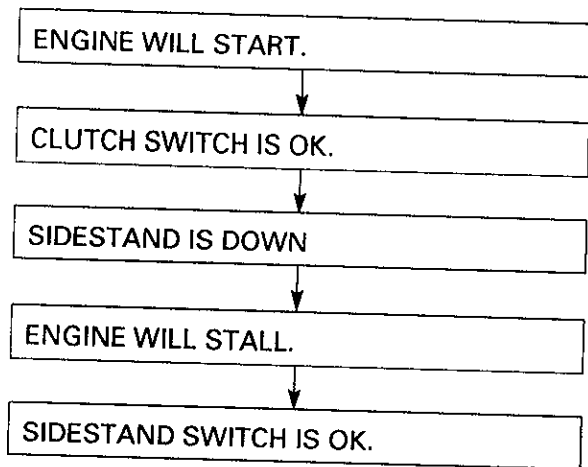 ENGINE WILL START.
CLUTCH SWITCH IS OK.
SIDESTAND IS DOWN
ENGINE WILL STALL.
SIDESTAND SWITCH IS OK.